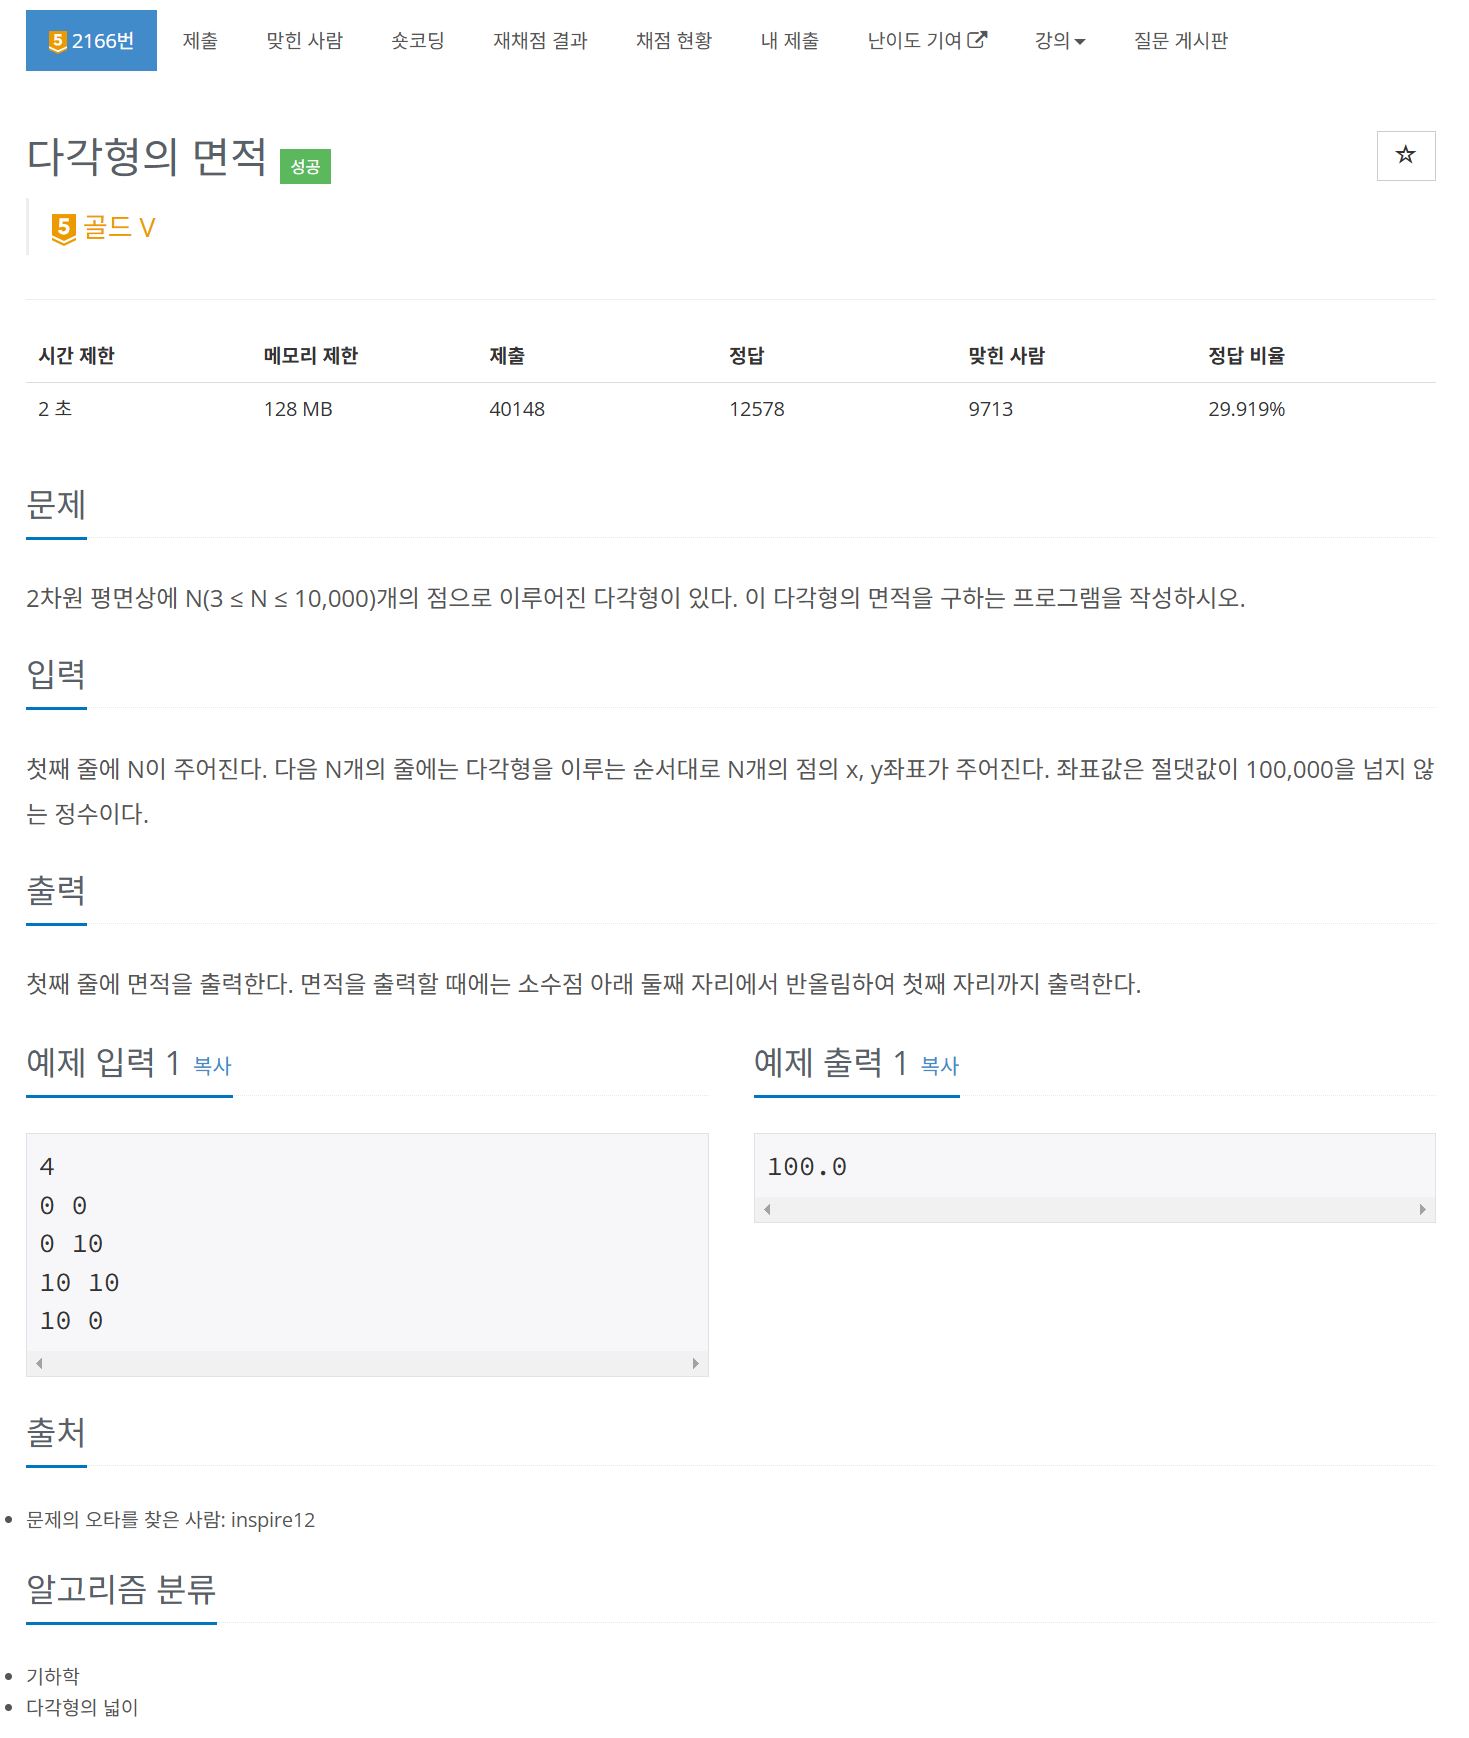 5 2166번 제출 맞힌 사람 숏코딩 재채점 결과 채점 현황 내 제출 난이도 기여 강의 질문 게시판
다각형의 면적 성공
5 골드 V
시간 제한 메모리 제한 제출 정답 맞힌 사람 정답 비율
2 초 128 MB 40148 12578 9713 29.919%
문제
2차원 평면상에 N(3 ≤ N ≤ 10,000)개의 점으로 이루어진 다각형이 있다. 이 다각형의 면적을 구하는 프로그램을 작성하시오.
입력
첫째 줄에 N이 주어진다. 다음 N개의 줄에는 다각형을 이루는 순서대로 N개의 점의 x, y좌표가 주어진다. 좌표값은 절댓값이 100,000을 넘지 않
는 정수이다.
출력
첫째 줄에 면적을 출력한다. 면적을 출력할 때에는 소수점 아래 둘째 자리에서 반올림하여 첫째 자리까지 출력한다.
예제 입력 1 복사
4
0 0
0 10
10 10
10 0
예제 출력 1 복사
100.0
출처
문제의 오타를 찾은 사람: inspire12
알고리즘 분류
기하학
다각형의 넓이